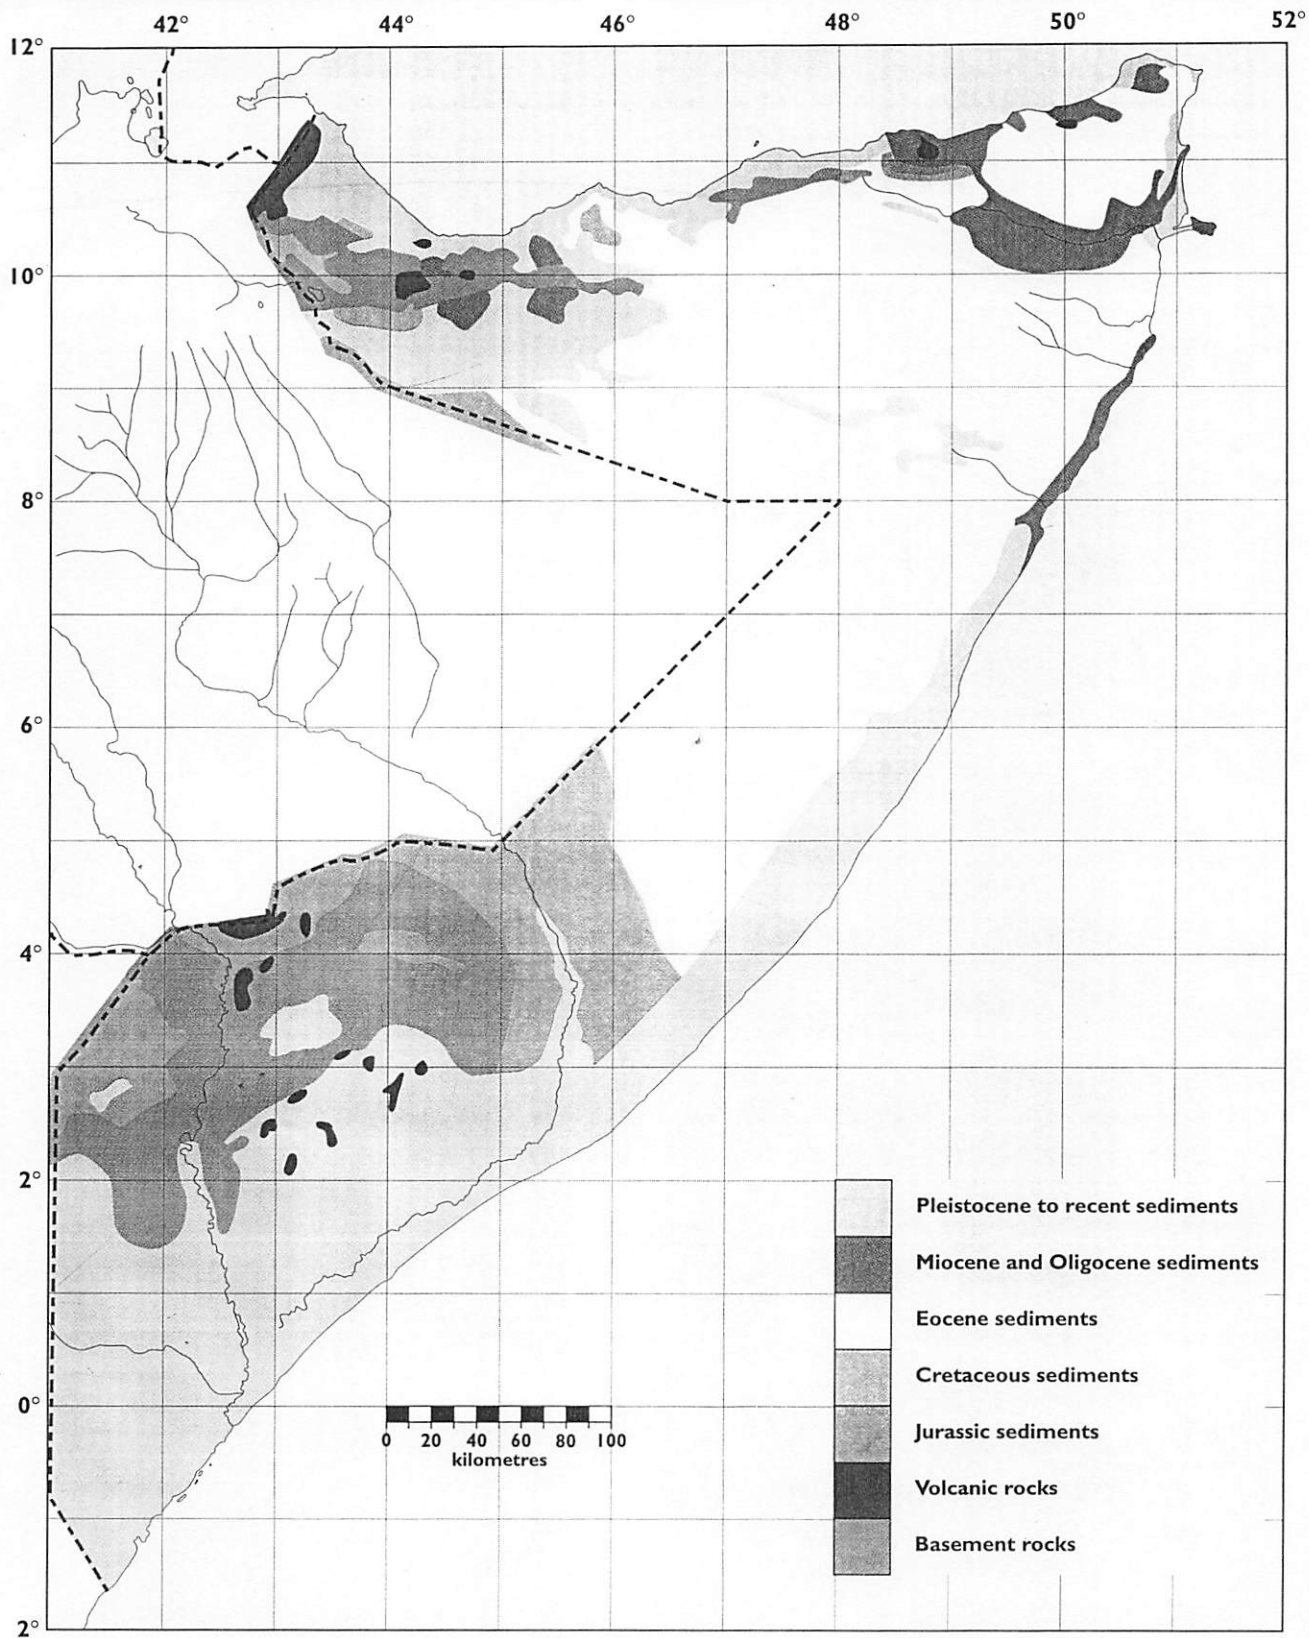 42° 44° 46° 48° 50° 52°
12°
10°
8°
6°
4°
2°
0°
2°
Pleistocene to recent sediments
Miocene and Oligocene sediments
Eocene sediments
Cretaceous sediments
Jurassic sediments
Volcanic rocks
Basement rocks
0 20 40 60 80 100
kilometres